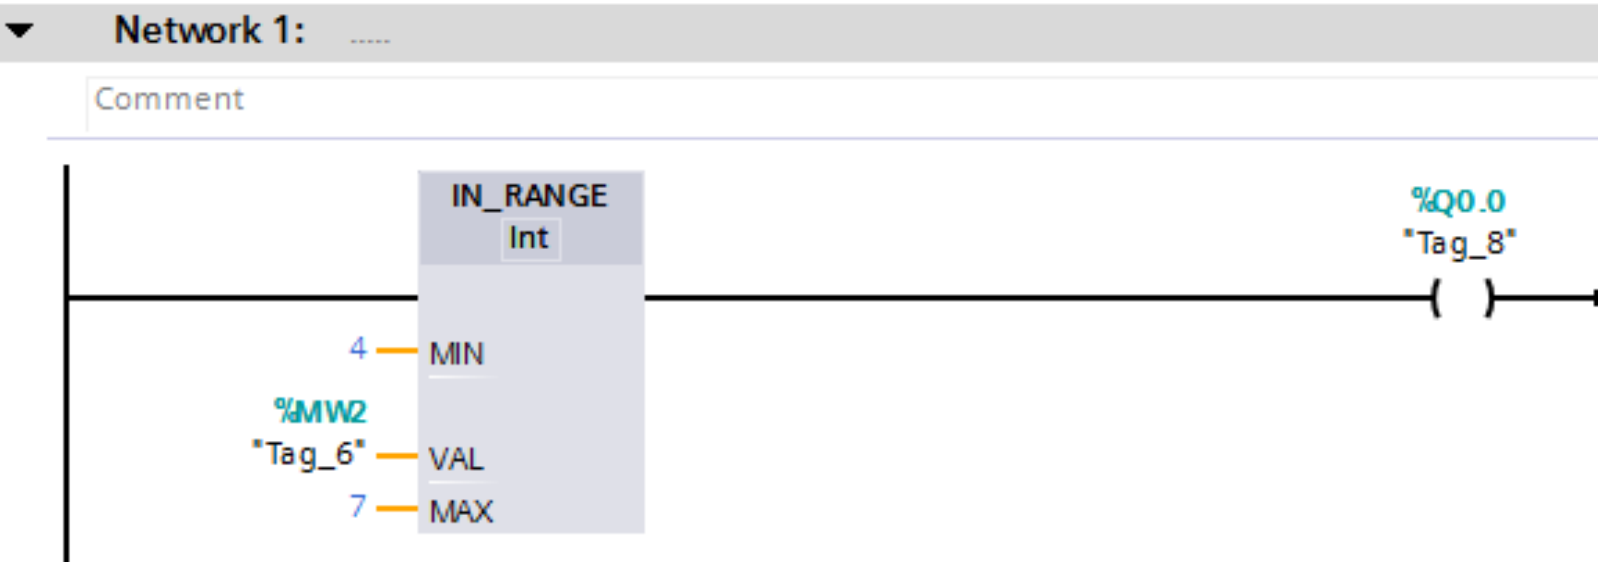 Network 1: .....
Comment
IN_RANGE
Int
%Q0.0
"Tag_8"
4 MIN
%MW2
"Tag_6" VAL
7 MAX